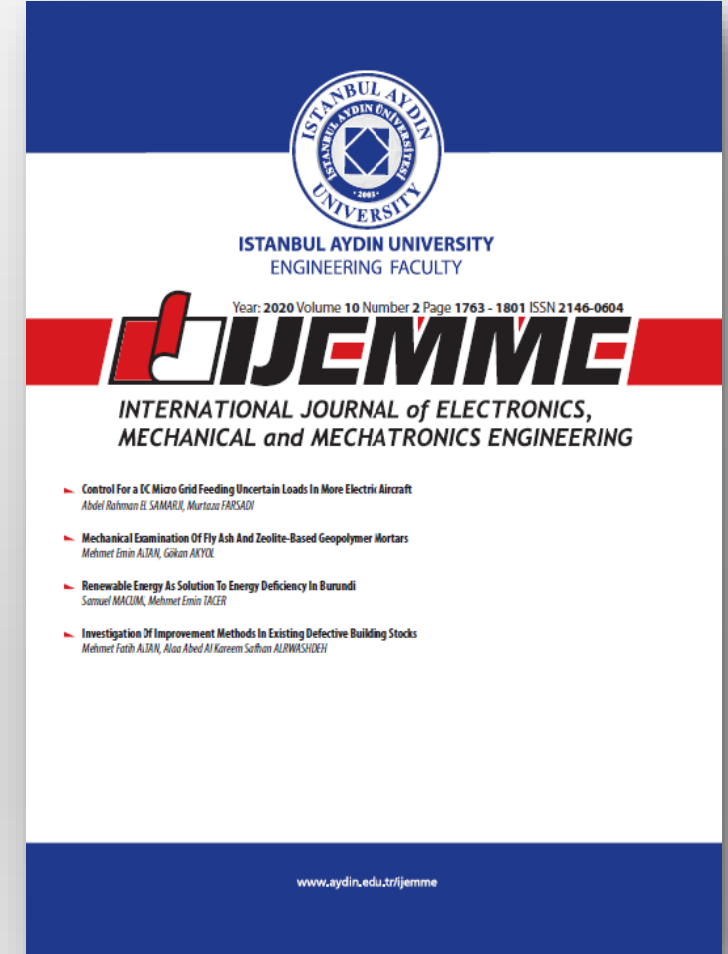 ISTANBUL AYDIN UNIVERSITY
İSTANBUL AYDIN ÜNİVERSİTESİ
• 2003 •
ISTANBUL AYDIN UNIVERSITY
ENGINEERING FACULTY
Year: 2020 Volume 10 Number 2 Page 1763 - 1801 ISSN 2146-0604
IJEMME
INTERNATIONAL JOURNAL of ELECTRONICS,
MECHANICAL and MECHATRONICS ENGINEERING
Control For a DC Micro Grid Feeding Uncertain Loads In More Electric Aircraft
Abdel Rahman EL SAMARJI, Murtaza FARSADI
Mechanical Examination Of Fly Ash And Zeolite-Based Geopolymer Mortars
Mehmet Emin ALTAN, Gökan AKYOL
Renewable Energy As Solution To Energy Deficiency In Burundi
Samuel MACUMI, Mehmet Emin TACER
Investigation Of Improvement Methods In Existing Defective Building Stocks
Mehmet Fatih ALTAN, Alaa Abed Al Kareem Safhan ALRWASHDEH
www.aydin.edu.tr/ijemme